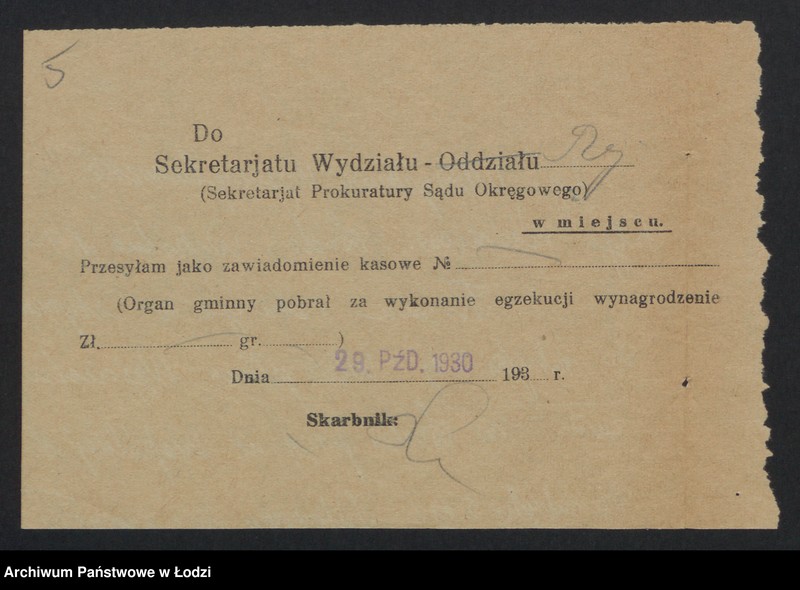 5
Do
Sekretarjatu Wydziału - Oddziału
(Sekretarjat Prokuratury Sądu Okręgowego)
w miejscu.
Przesyłam jako zawiadomienie kasowe №
(Organ gminny pobrał za wykonanie egzekucji wynagrodzenie
Zł. gr. )
29. PŹD. 1930
Dnia 193 r.
Skarbnik:
Archiwum Państwowe w Łodzi